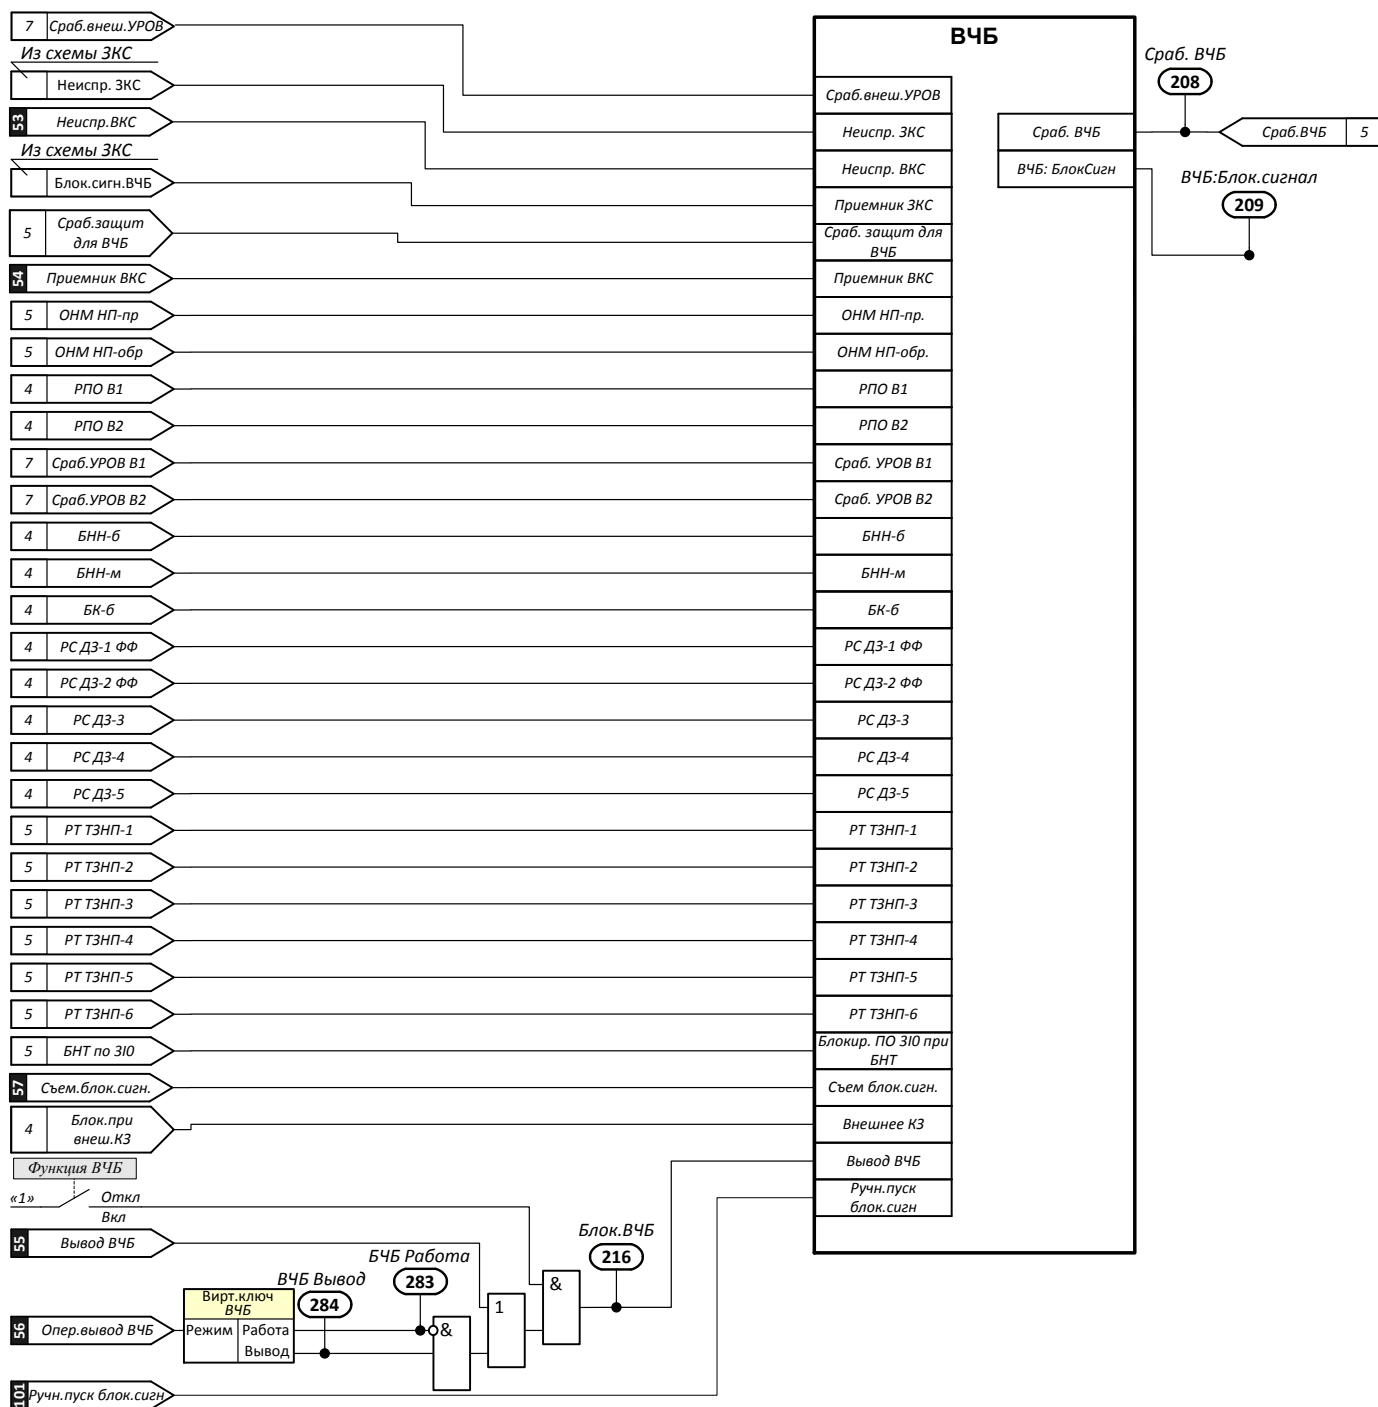 7 Сраб.внеш.УРОВ
Из схемы ЗКС
Неиспр. ЗКС
53 Неиспр.ВКС
Из схемы ЗКС
Блок.сигн.ВЧБ
5 Сраб.защит
для ВЧБ
54 Приемник ВКС
5 ОНМ НП-пр
5 ОНМ НП-обр
4 РПО В1
4 РПО В2
7 Сраб.УРОВ В1
7 Сраб.УРОВ В2
4 БНН-б
4 БНН-м
4 БК-б
4 РС ДЗ-1 ФФ
4 РС ДЗ-2 ФФ
4 РС ДЗ-3
4 РС ДЗ-4
4 РС ДЗ-5
5 РТ ТЗНП-1
5 РТ ТЗНП-2
5 РТ ТЗНП-3
5 РТ ТЗНП-4
5 РТ ТЗНП-5
5 РТ ТЗНП-6
5 БНТ по 3I0
57 Съем.блок.сигн.
4 Блок.при
внеш.КЗ
Функция ВЧБ
«1» Откл
Вкл
55 Вывод ВЧБ
56 Опер.вывод ВЧБ
Вирт.ключ
ВЧБ
Режим Работа
Вывод
ВЧБ Вывод
284
БЧБ Работа
283
&
1
&
Блок.ВЧБ
216
101 Ручн.пуск блок.сигн
ВЧБ
Сраб.внеш.УРОВ
Неиспр. ЗКС
Неиспр. ВКС
Приемник ЗКС
Сраб. защит для
ВЧБ
Приемник ВКС
ОНМ НП-пр.
ОНМ НП-обр.
РПО В1
РПО В2
Сраб. УРОВ В1
Сраб. УРОВ В2
БНН-б
БНН-м
БК-б
РС ДЗ-1 ФФ
РС ДЗ-2 ФФ
РС ДЗ-3
РС ДЗ-4
РС ДЗ-5
РТ ТЗНП-1
РТ ТЗНП-2
РТ ТЗНП-3
РТ ТЗНП-4
РТ ТЗНП-5
РТ ТЗНП-6
Блокир. ПО 3I0 при
БНТ
Съем блок.сигн.
Внешнее КЗ
Вывод ВЧБ
Ручн.пуск
блок.сигн
Сраб. ВЧБ
ВЧБ: БлокСигн
Сраб. ВЧБ
208
Сраб.ВЧБ 5
ВЧБ:Блок.сигнал
209